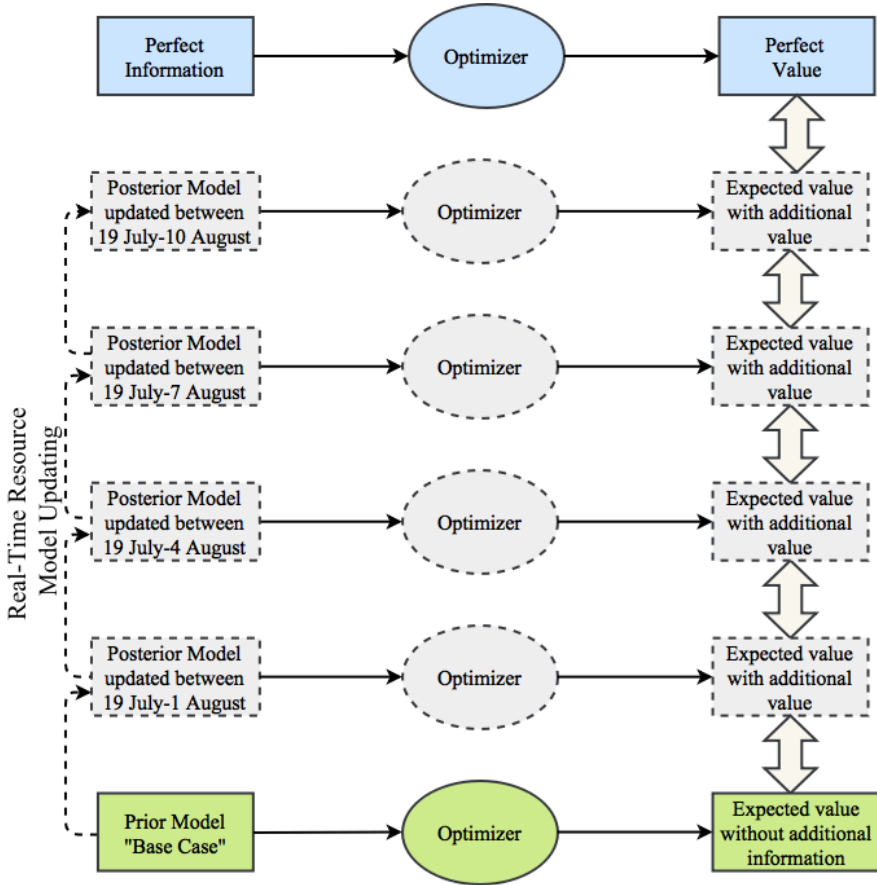 Perfect
Information
Optimizer
Perfect
Value
Posterior Model
updated between
19 July-10 August
Optimizer
Expected value
with additional
value
Posterior Model
updated between
19 July-7 August
Optimizer
Expected value
with additional
value
Real-Time Resource
Model Updating
Posterior Model
updated between
19 July-4 August
Optimizer
Expected value
with additional
value
Posterior Model
updated between
19 July-1 August
Optimizer
Expected value
with additional
value
Prior Model
"Base Case"
Optimizer
Expected value
without additional
information